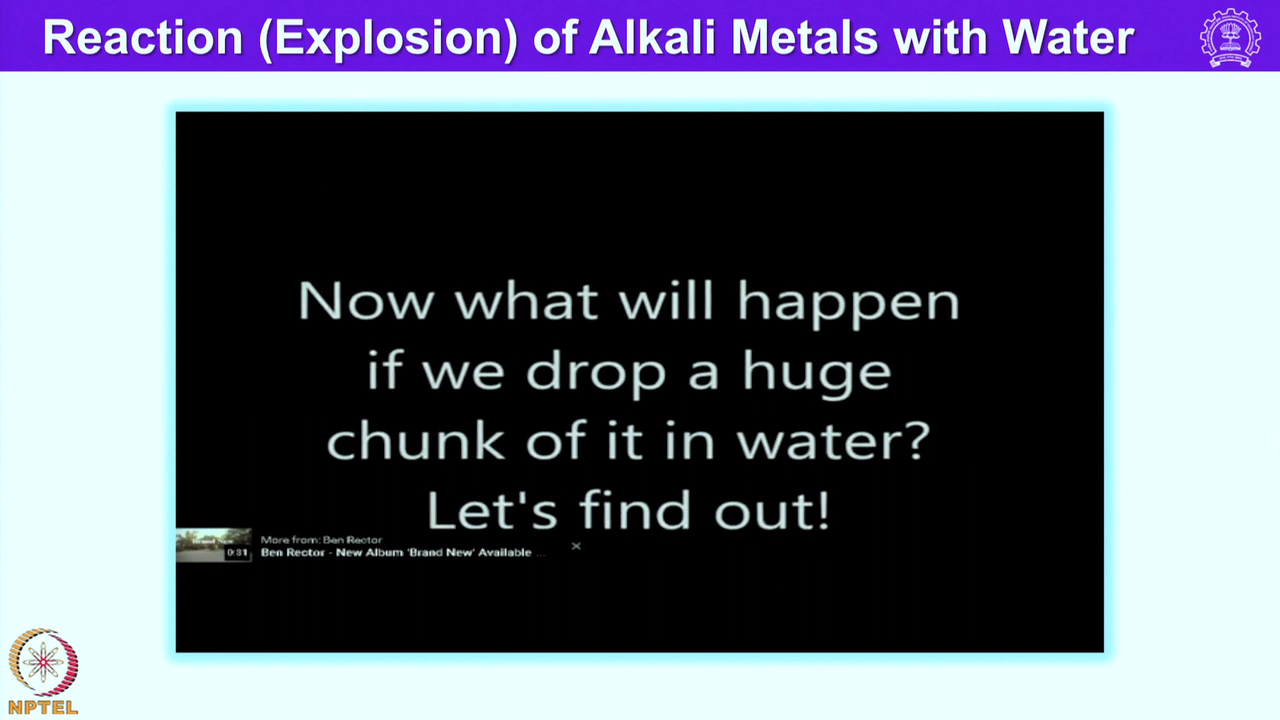 Reaction (Explosion) of Alkali Metals with Water
Now what will happen
if we drop a huge
chunk of it in water?
Let's find out!
0:31
More from: Ben Rector
Ben Rector - New Album 'Brand New' Available ...
NPTEL